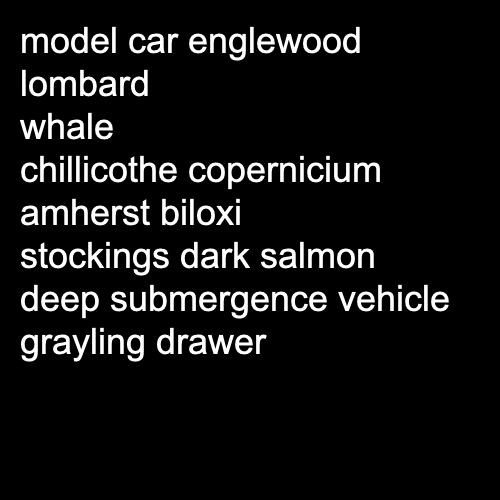 model car englewood
lombard
whale
chillicothe copernicium
amherst biloxi
stockings dark salmon
deep submergence vehicle
grayling drawer